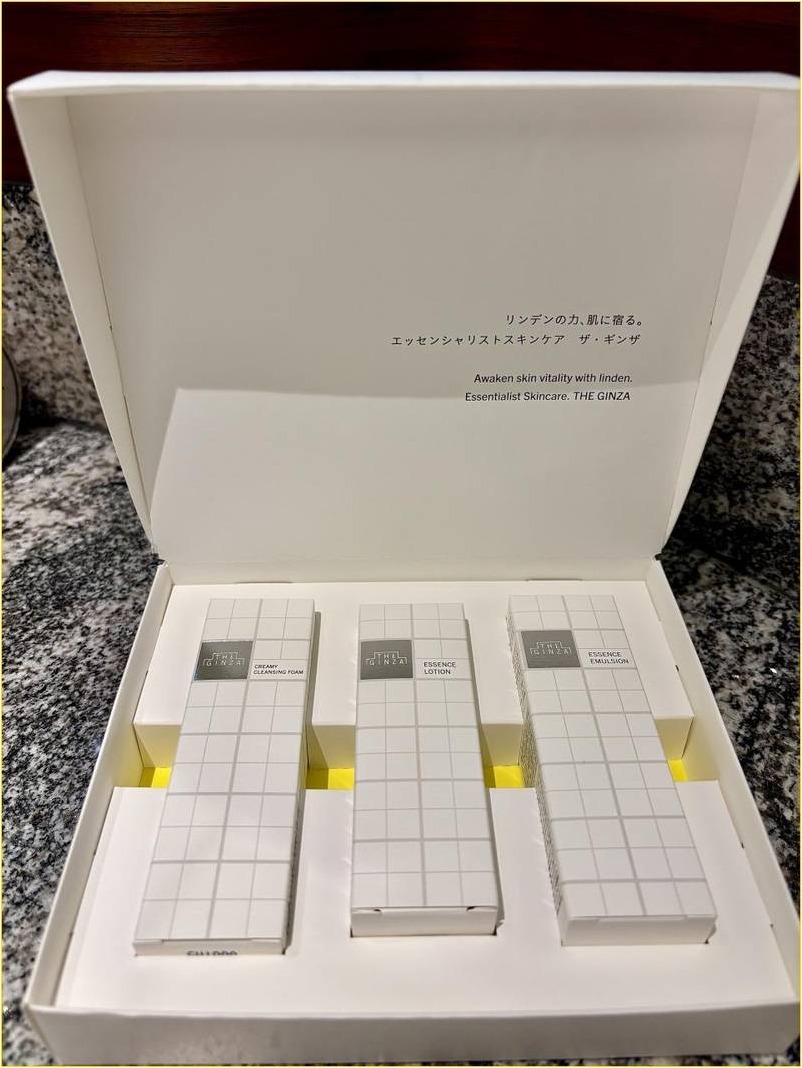 リンデンの力、肌に宿る。
エッセンシャリストスキンケア　ザ・ギンザ
Awaken skin vitality with linden.
Essentialist Skincare. THE GINZA
THE
GINZA
CREAMY
CLEANSING FOAM
THE
GINZA
ESSENCE
LOTION
THE
GINZA
ESSENCE
EMULSION